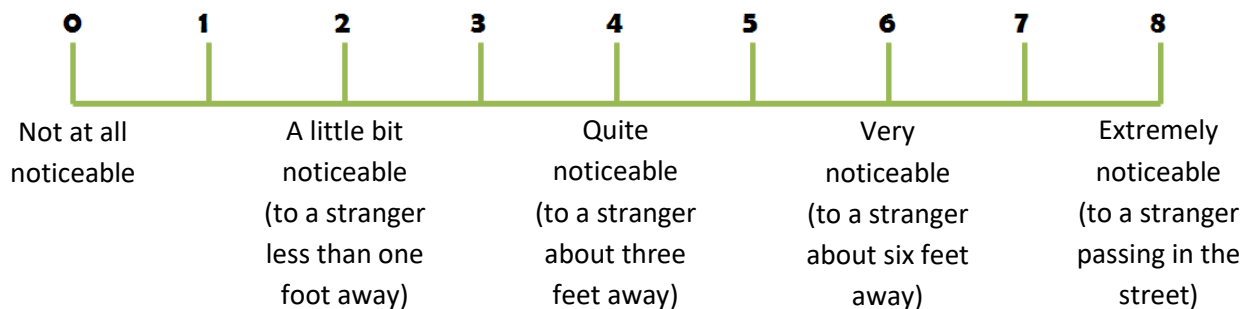 0 1 2 3 4 5 6 7 8
Not at all
noticeable
A little bit
noticeable
(to a stranger
less than one
foot away)
Quite
noticeable
(to a stranger
about three
feet away)
Very
noticeable
(to a stranger
about six feet
away)
Extremely
noticeable
(to a stranger
passing in the
street)